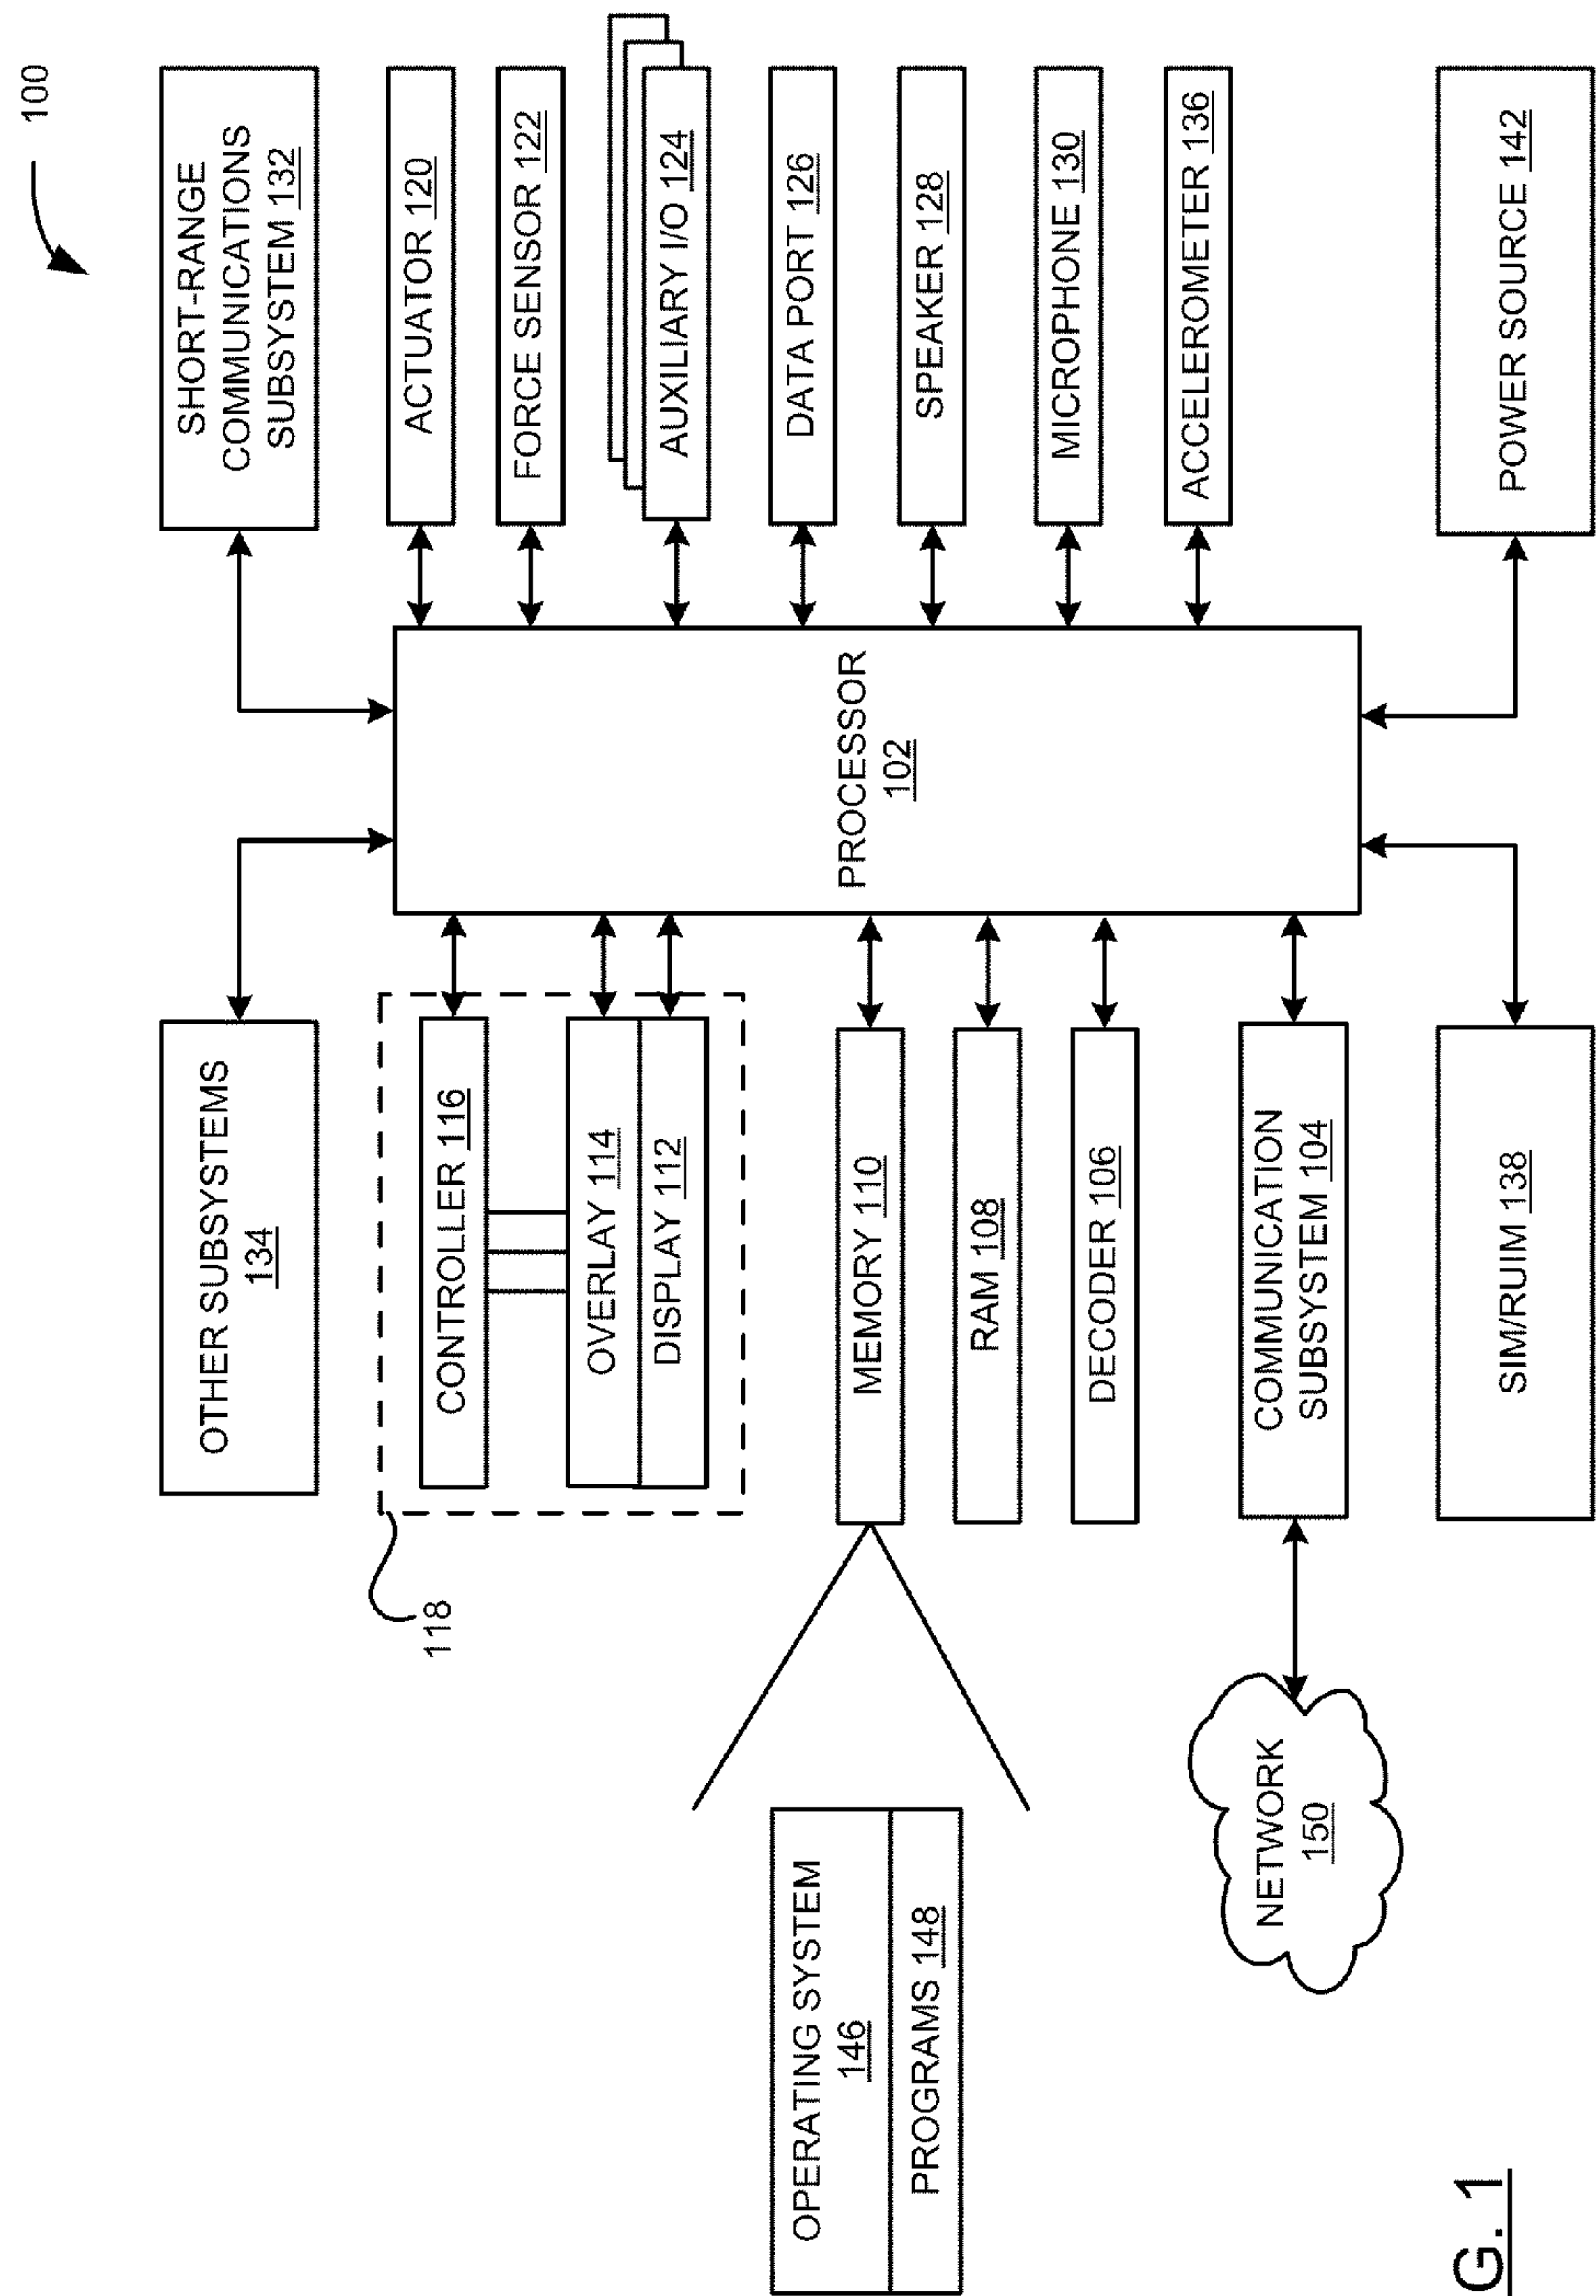 100
SHORT-RANGE
COMMUNICATIONS
SUBSYSTEM 132
OTHER SUBSYSTEMS
134
ACTUATOR 120
FORCE SENSOR 122
AUXILIARY I/O 124
DATA PORT 126
SPEAKER 128
MICROPHONE 130
ACCELEROMETER 136
POWER SOURCE 142
PROCESSOR
102
CONTROLLER 116
OVERLAY 114
DISPLAY 112
118
MEMORY 110
RAM 108
DECODER 106
COMMUNICATION
SUBSYSTEM 104
SIM/RUIM 138
OPERATING SYSTEM
146
PROGRAMS 148
NETWORK
150
G. 1